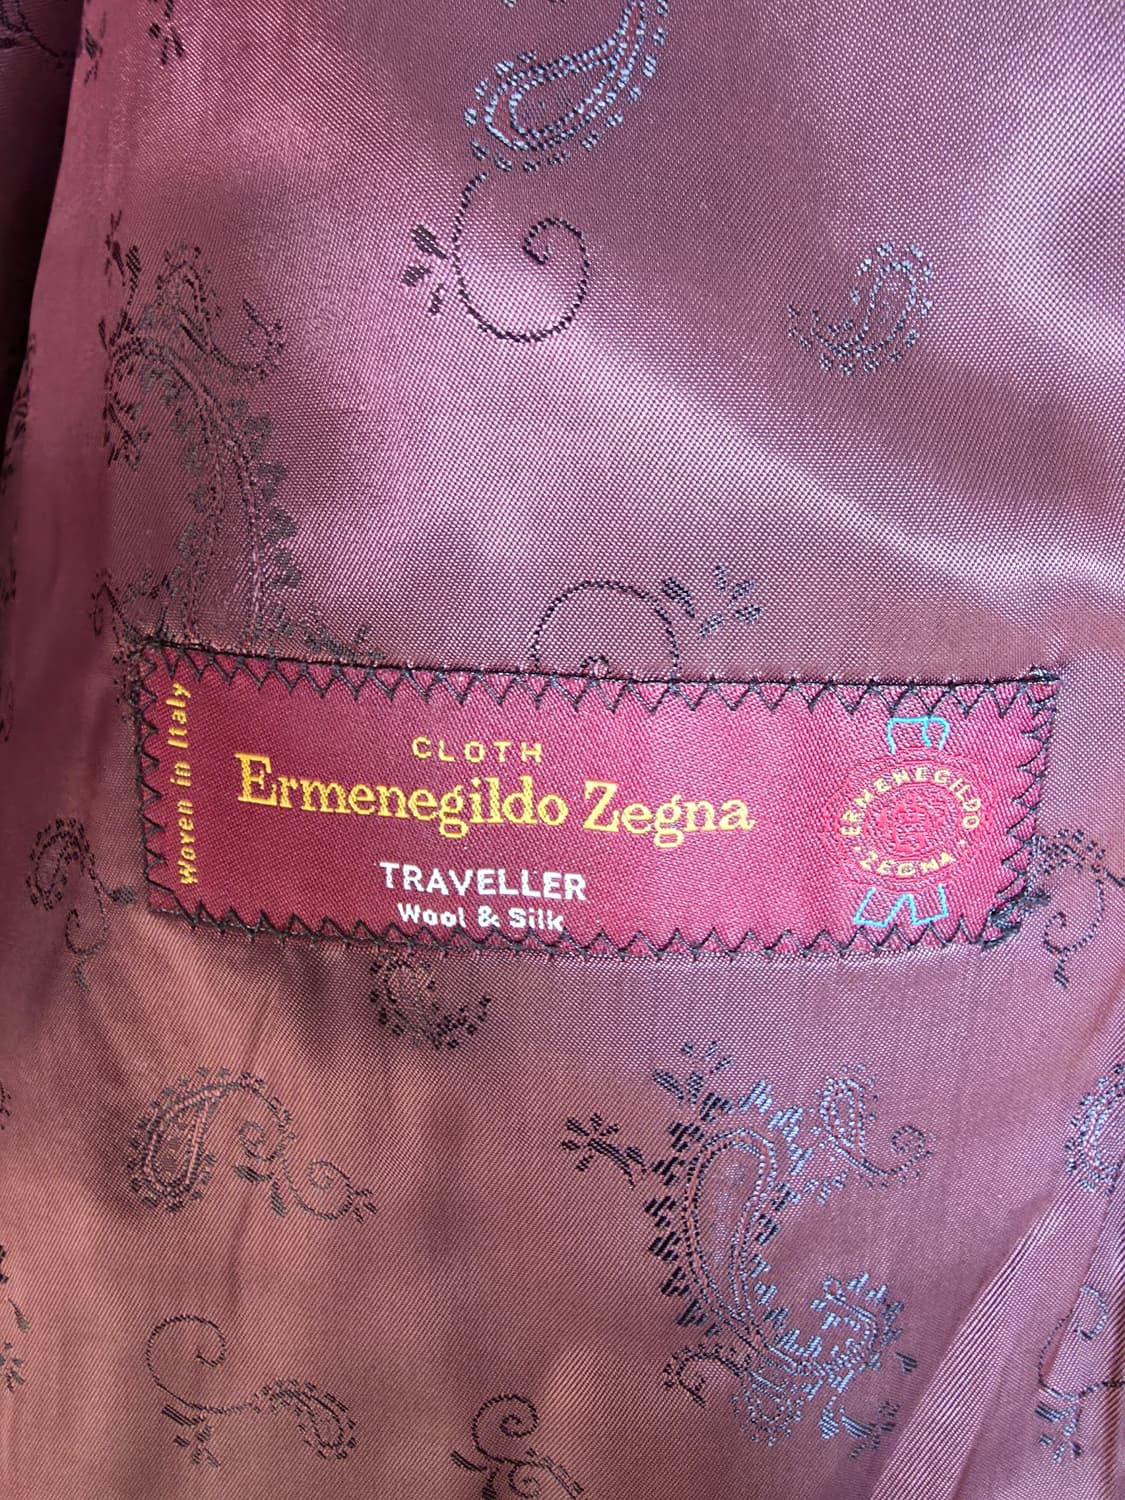 Woven in Italy
CLOTH
Ermenegildo Zegna
TRAVELLER
Wool & Silk
ERMENEGILDO
ZEGNA